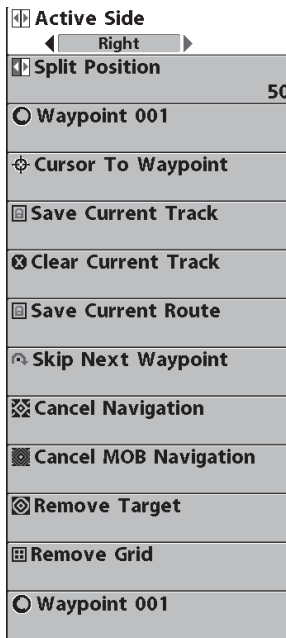 Active Side
Right
Split Position
50
Waypoint 001
Cursor To Waypoint
Save Current Track
Clear Current Track
Save Current Route
Skip Next Waypoint
Cancel Navigation
Cancel MOB Navigation
Remove Target
Remove Grid
Waypoint 001